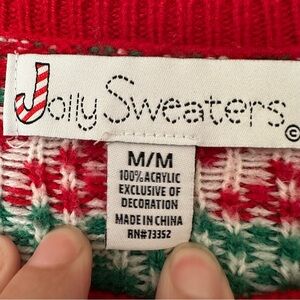 Jolly Sweaters ©
M/M
100% ACRYLIC
EXCLUSIVE OF
DECORATION
MADE IN CHINA
RN#73352